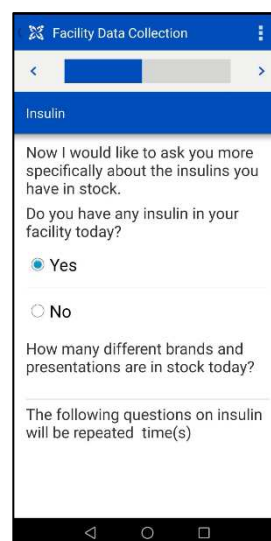 Facility Data Collection
Insulin
Now I would like to ask you more
specifically about the insulins you
have in stock.
Do you have any insulin in your
facility today?
Yes
No
How many different brands and
presentations are in stock today?
The following questions on insulin
will be repeated  time(s)